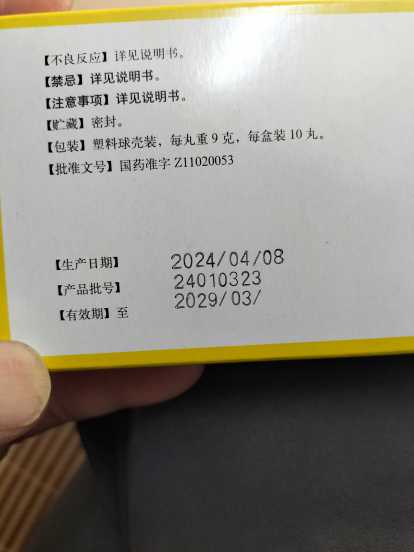 【不良反应】详见说明书。
【禁忌】详见说明书。
【注意事项】详见说明书。
【贮藏】密封。
【包装】塑料球壳装，每丸重 9 克，每盒装 10 丸。
【批准文号】国药准字 Z11020053
【生产日期】 2024/04/08
【产品批号】 24010323
【有效期】至 2029/03/